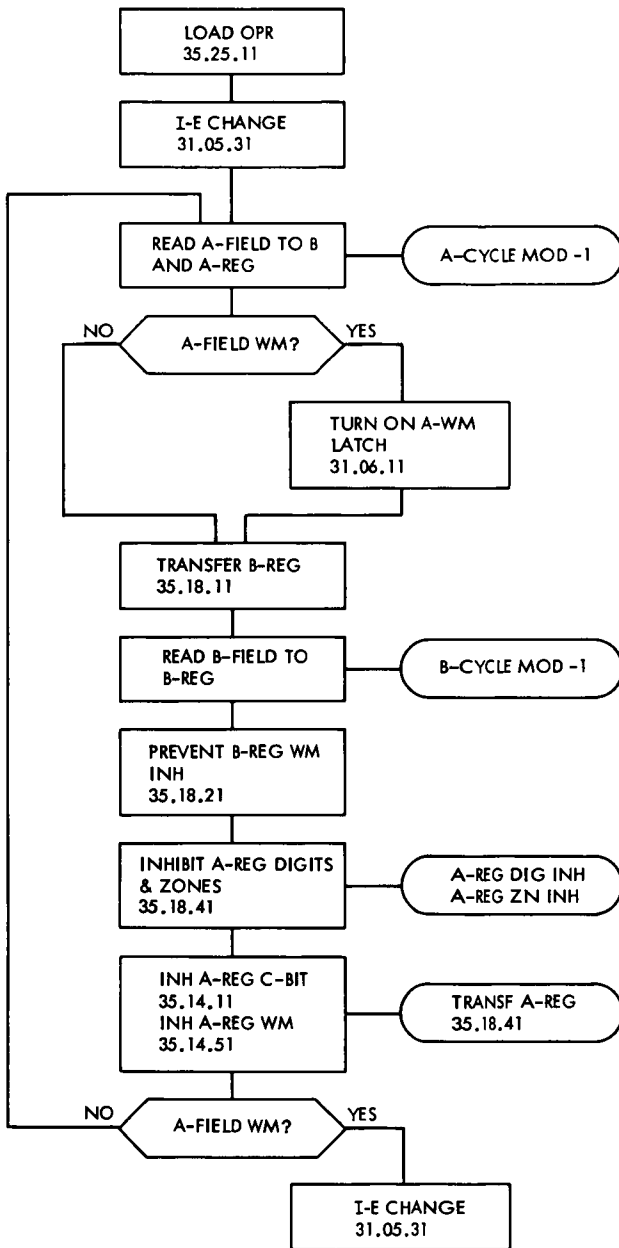 LOAD OPR
35.25.11
I-E CHANGE
31.05.31
READ A-FIELD TO B
AND A-REG
A-CYCLE MOD -1
NO
A-FIELD WM?
YES
TURN ON A-WM
LATCH
31.06.11
TRANSFER B-REG
35.18.11
READ B-FIELD TO
B-REG
B-CYCLE MOD -1
PREVENT B-REG WM
INH
35.18.21
INHIBIT A-REG DIGITS
& ZONES
35.18.41
A-REG DIG INH
A-REG ZN INH
INH A-REG C-BIT
35.14.11
INH A-REG WM
35.14.51
TRANSF A-REG
35.18.41
NO
A-FIELD WM?
YES
I-E CHANGE
31.05.31